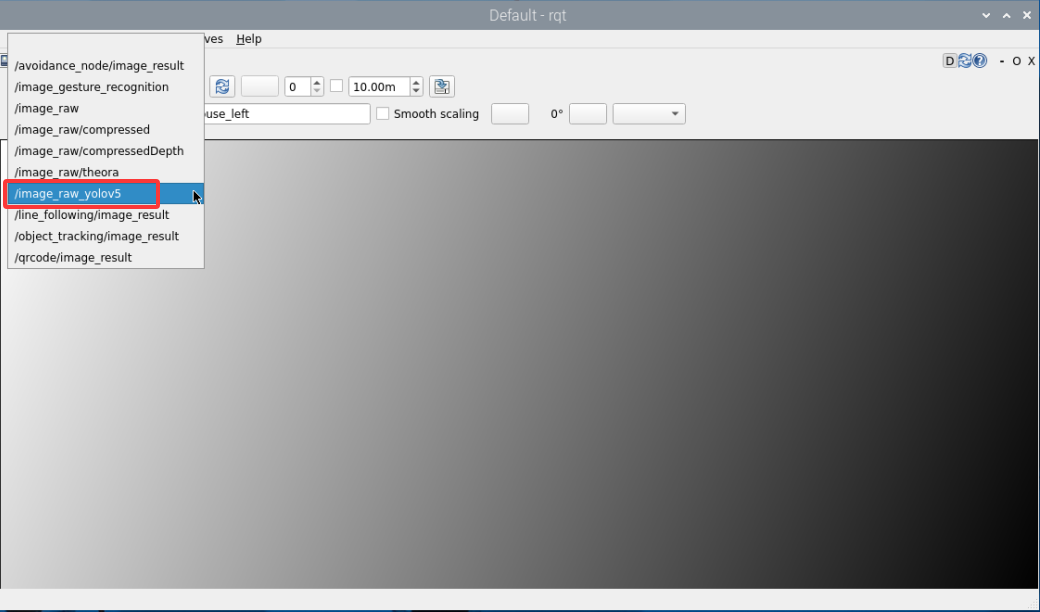 Default - rqt
ves Help
D - O X
/avoidance_node/image_result
/image_gesture_recognition
0 10.00m
/image_raw
use_left Smooth scaling 0°
/image_raw/compressed
/image_raw/compressedDepth
/image_raw/theora
/image_raw_yolov5
/line_following/image_result
/object_tracking/image_result
/qrcode/image_result